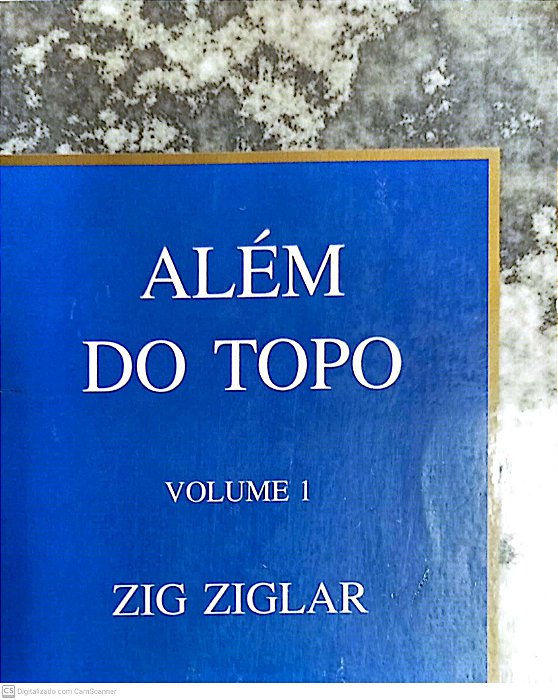 ALÉM
DO TOPO
VOLUME 1
ZIG ZIGLAR
CS Digitalizado com CamScanner